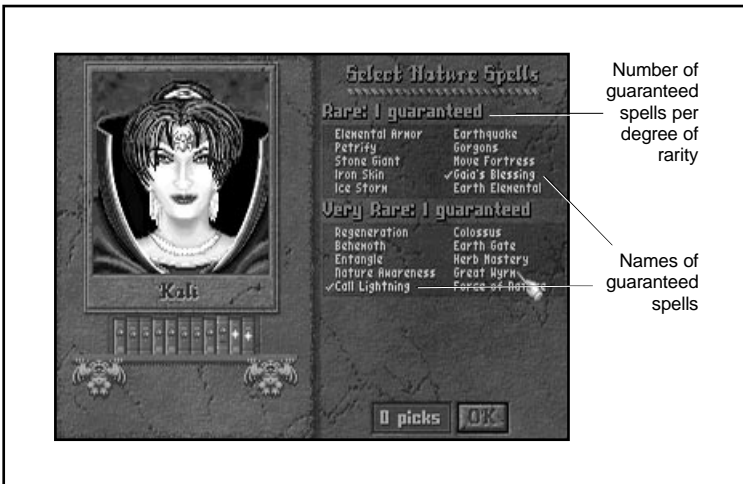 Select Nature Spells
Rare: 1 guaranteed
Elemental Armor Earthquake
Petrify Gorgons
Stone Giant Move Fortress
Iron Skin Gaia's Blessing
Ice Storm Earth Elemental
Very Rare: 1 guaranteed
Regeneration Colossus
Behemoth Earth Gate
Entangle Herb Mastery
Nature Awareness Great Wyrm
Call Lightning Force of Nature
Kali
0 picks OK
Number of
guaranteed
spells per
degree of
rarity
Names of
guaranteed
spells